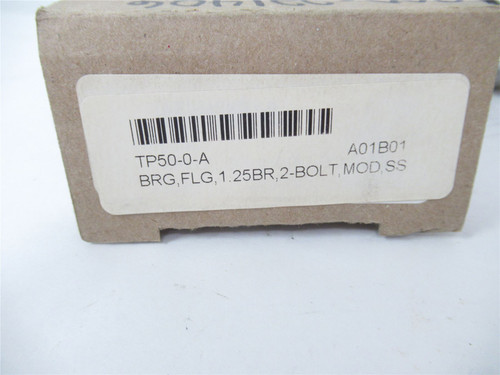 TP50-0-A A01B01
BRG,FLG,1.25BR,2-BOLT,MOD,SS